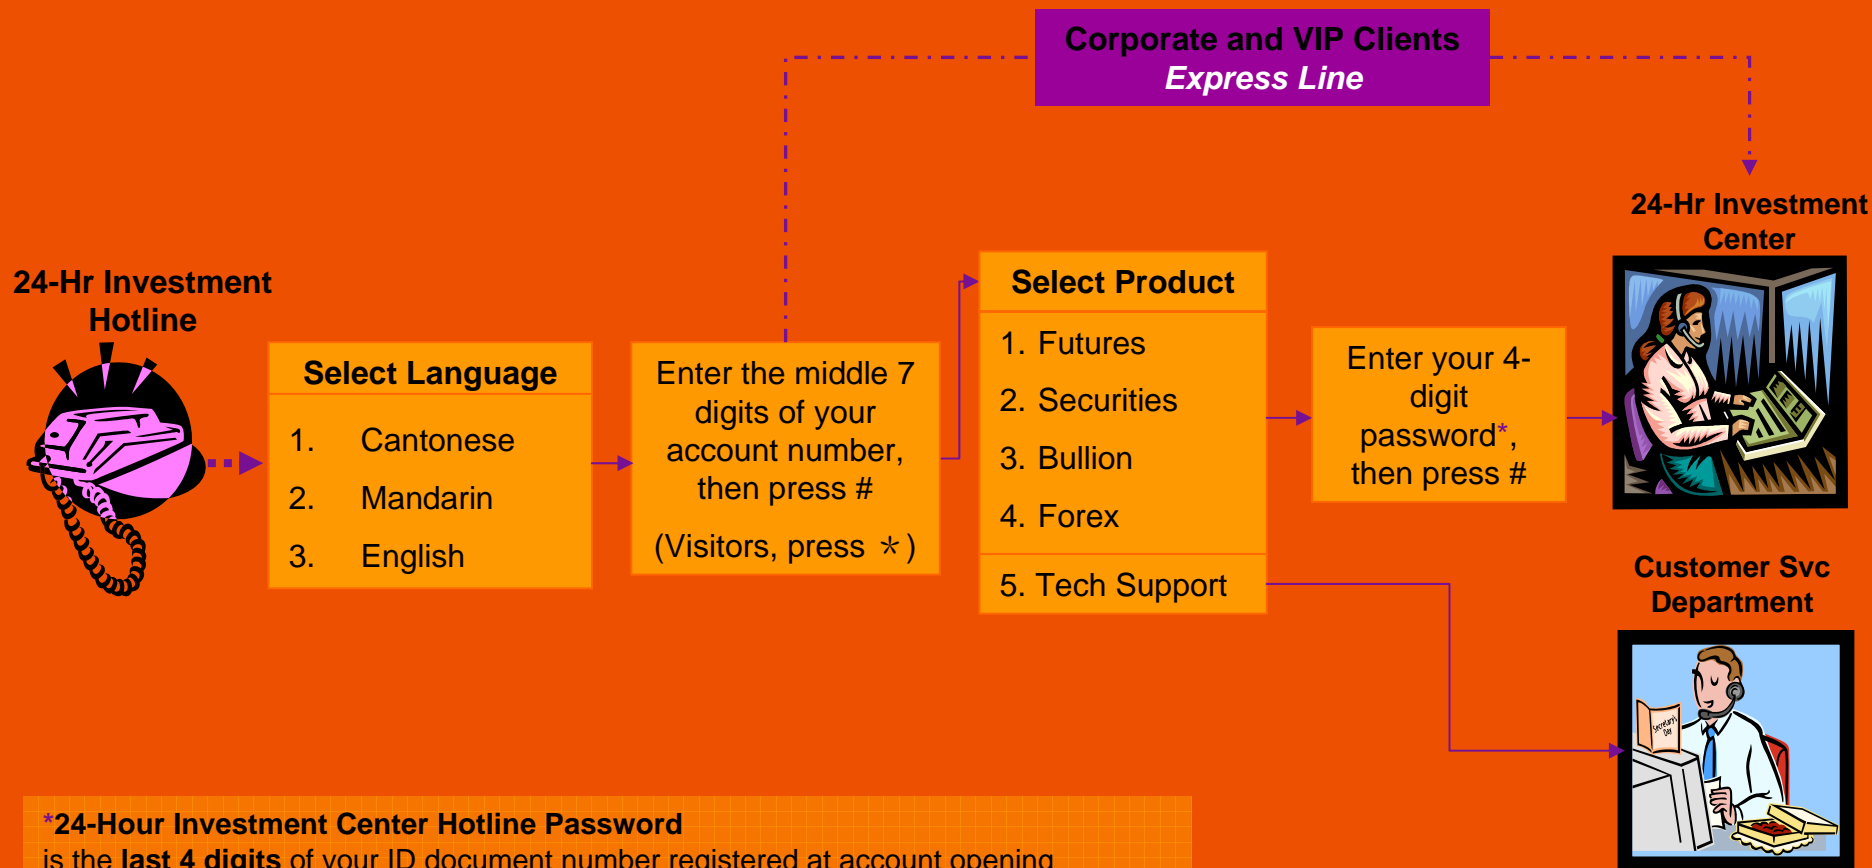 Corporate and VIP Clients
Express Line
24-Hr Investment
Center
24-Hr Investment
Hotline
Select Language
1. Cantonese
2. Mandarin
3. English
Enter the middle 7
digits of your
account number,
then press #
(Visitors, press *)
Select Product
1. Futures
2. Securities
3. Bullion
4. Forex
5. Tech Support
Enter your 4-
digit
password*,
then press #
Customer Svc
Department
Secretary's
Day
*24-Hour Investment Center Hotline Password
is the last 4 digits of your ID document number registered at account opening